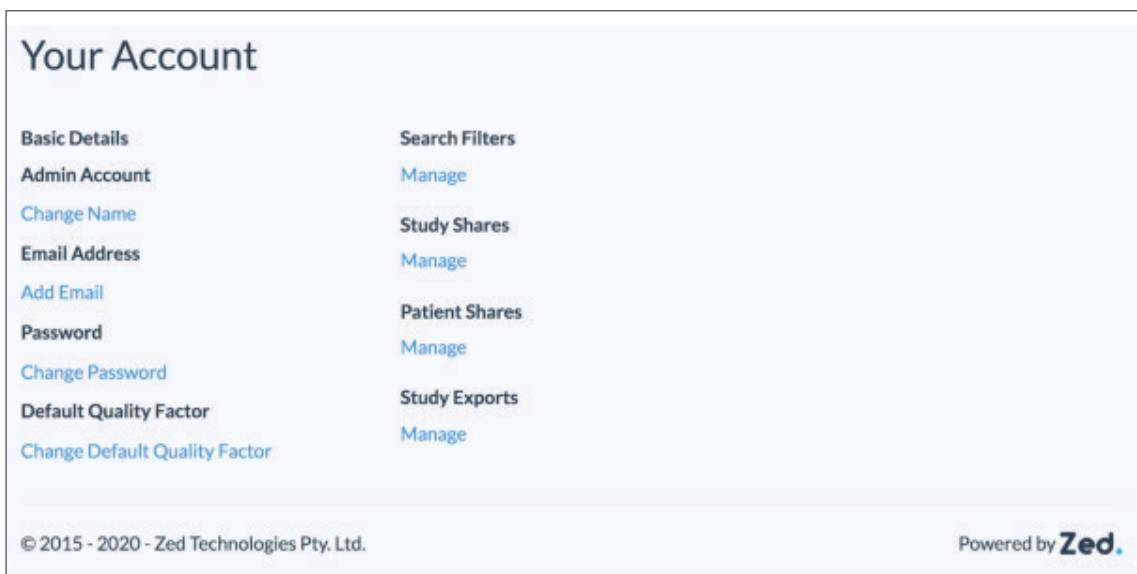 Your Account
Basic Details
Admin Account
Change Name
Email Address
Add Email
Password
Change Password
Default Quality Factor
Change Default Quality Factor
Search Filters
Manage
Study Shares
Manage
Patient Shares
Manage
Study Exports
Manage
© 2015 - 2020 - Zed Technologies Pty. Ltd.
Powered by Zed.